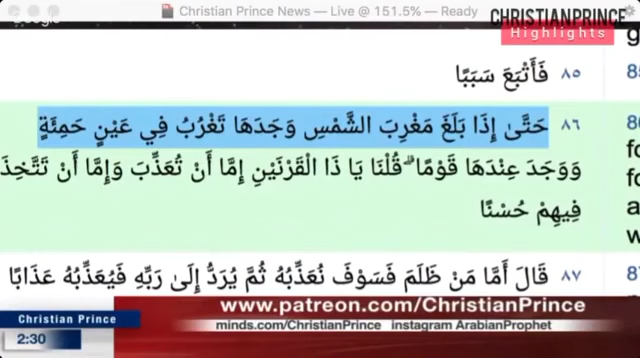 Christian Prince News — Live @ 151.5% — Ready
CHRISTIANPRINCE
Highlights
٨٥ فَأَتْبَعَ سَبَبًا
85
٨٦ حَتَّىٰ إِذَا بَلَغَ مَغْرِبَ الشَّمْسِ وَجَدَهَا تَغْرُبُ فِي عَيْنٍ حَمِئَةٍ
وَوَجَدَ عِنْدَهَا قَوْمًا ۗ قُلْنَا يَا ذَا الْقَرْنَيْنِ إِمَّا أَنْ تُعَذِّبَ وَإِمَّا أَنْ تَتَّخِذَ
فِيهِمْ حُسْنًا
٨٧ قَالَ أَمَّا مَنْ ظَلَمَ فَسَوْفَ نُعَذِّبُهُ ثُمَّ يُرَدُّ إِلَىٰ رَبِّهِ فَيُعَذِّبُهُ عَذَابًا
www.patreon.com/ChristianPrince
Christian Prince
minds.com/ChristianPrince instagram ArabianProphet
2:30